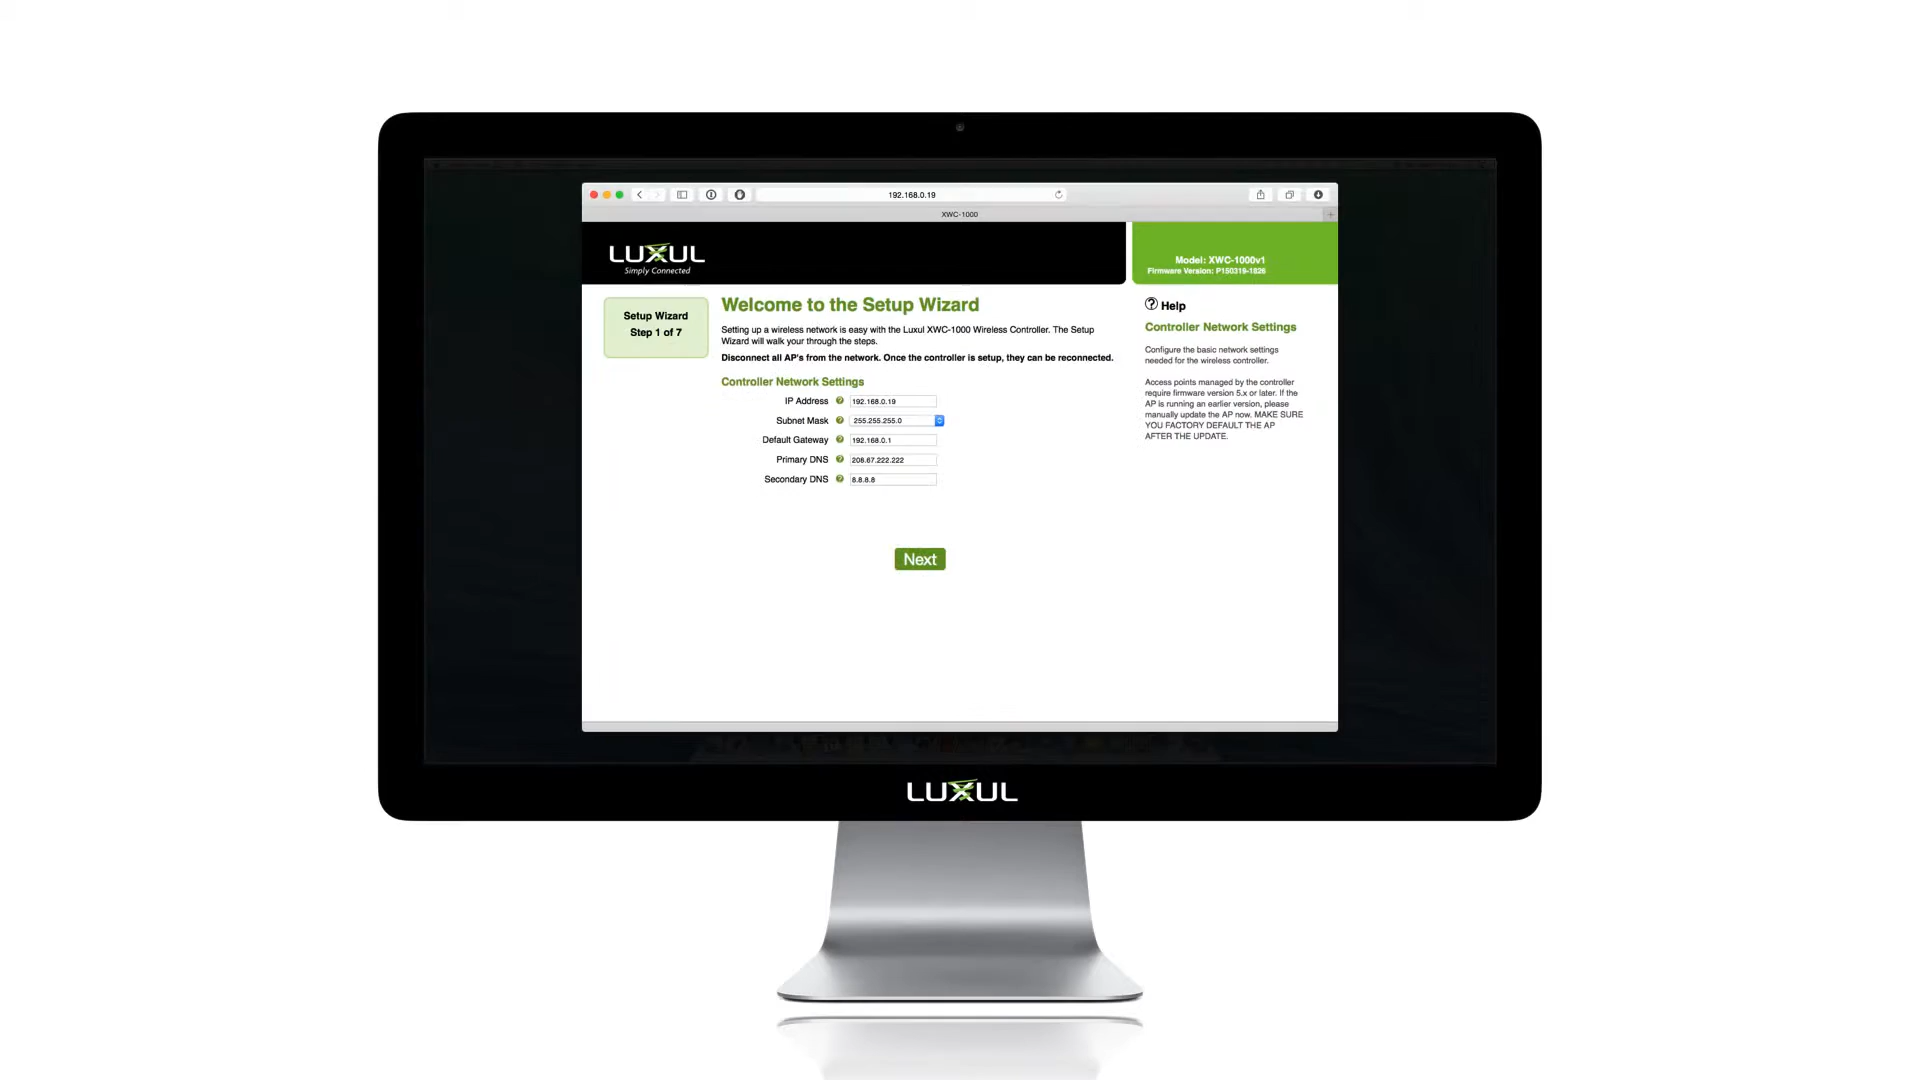 192.168.0.19
XWC-1000
LUXUL
Simply Connected
Model: XWC-1000v1
Firmware Version: P150319-1826
Setup Wizard
Step 1 of 7
Welcome to the Setup Wizard
Setting up a wireless network is easy with the Luxul XWC-1000 Wireless Controller. The Setup
Wizard will walk your through the steps.
Disconnect all AP's from the network. Once the controller is setup, they can be reconnected.
Controller Network Settings
IP Address ? 192.168.0.19
Subnet Mask ? 255.255.255.0
Default Gateway ? 192.168.0.1
Primary DNS ? 208.67.222.222
Secondary DNS ? 8.8.8.8
Next
? Help
Controller Network Settings
Configure the basic network settings
needed for the wireless controller.
Access points managed by the controller
require firmware version 5.x or later. If the
AP is running an earlier version, please
manually update the AP now. MAKE SURE
YOU FACTORY DEFAULT THE AP
AFTER THE UPDATE.
LUXUL